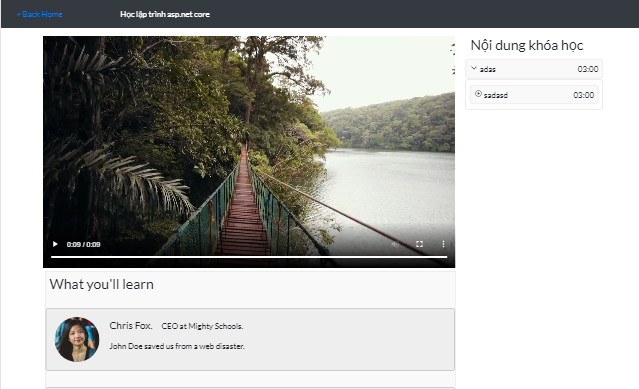 < Back Home
Học lập trình asp.net core
Nội dung khóa học
adas 03:00
sadasd 03:00
0:09 / 0:09
What you'll learn
Chris Fox. CEO at Mighty Schools.
John Doe saved us from a web disaster.